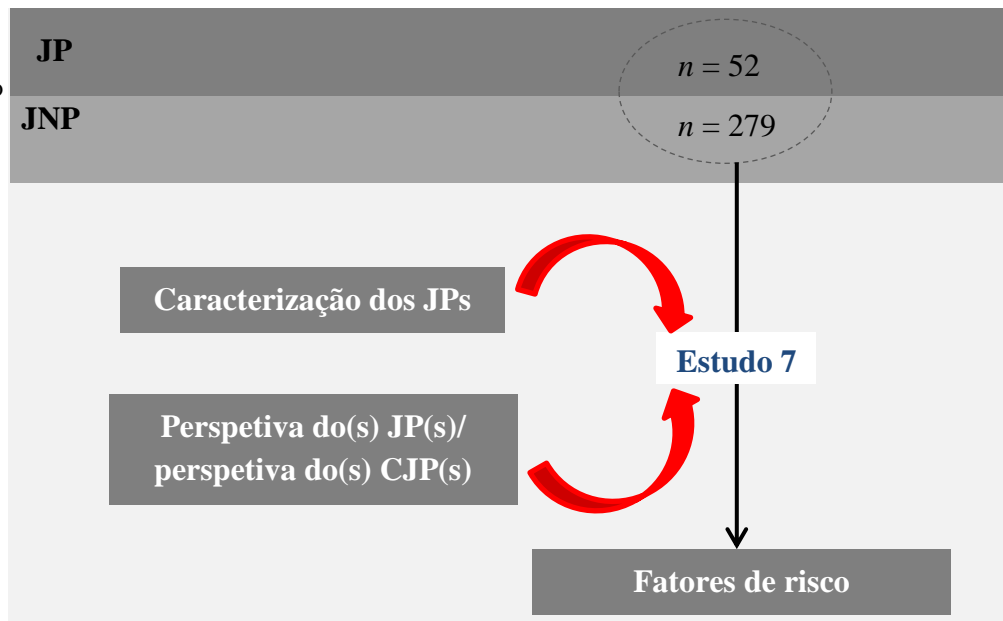 JP
n = 52
JNP
n = 279
Caracterização dos JPs
Estudo 7
Perspetiva do(s) JP(s)/
perspetiva do(s) CJP(s)
Fatores de risco